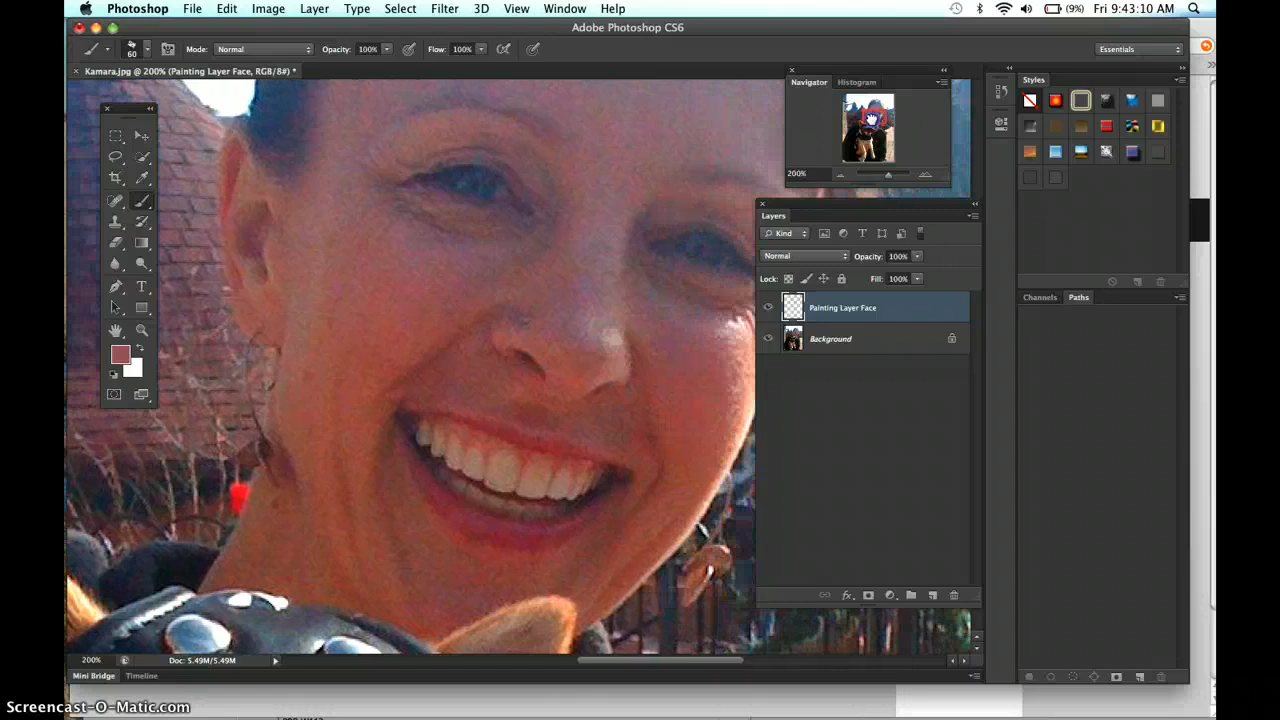 Photoshop File Edit Image Layer Type Select Filter 3D View Window Help (9%) Fri 9:43:10 AM
Adobe Photoshop CS6
60 Mode: Normal Opacity: 100% Flow: 100% Essentials
Kamara.jpg @ 200% (Painting Layer Face, RGB/8#) *
Navigator Histogram
200%
Styles
Layers
Kind
Normal Opacity: 100%
Lock: Fill: 100%
Painting Layer Face
Background
Channels Paths
200% Doc: 5.49M/5.49M
Mini Bridge Timeline
Screencast-O-Matic.com